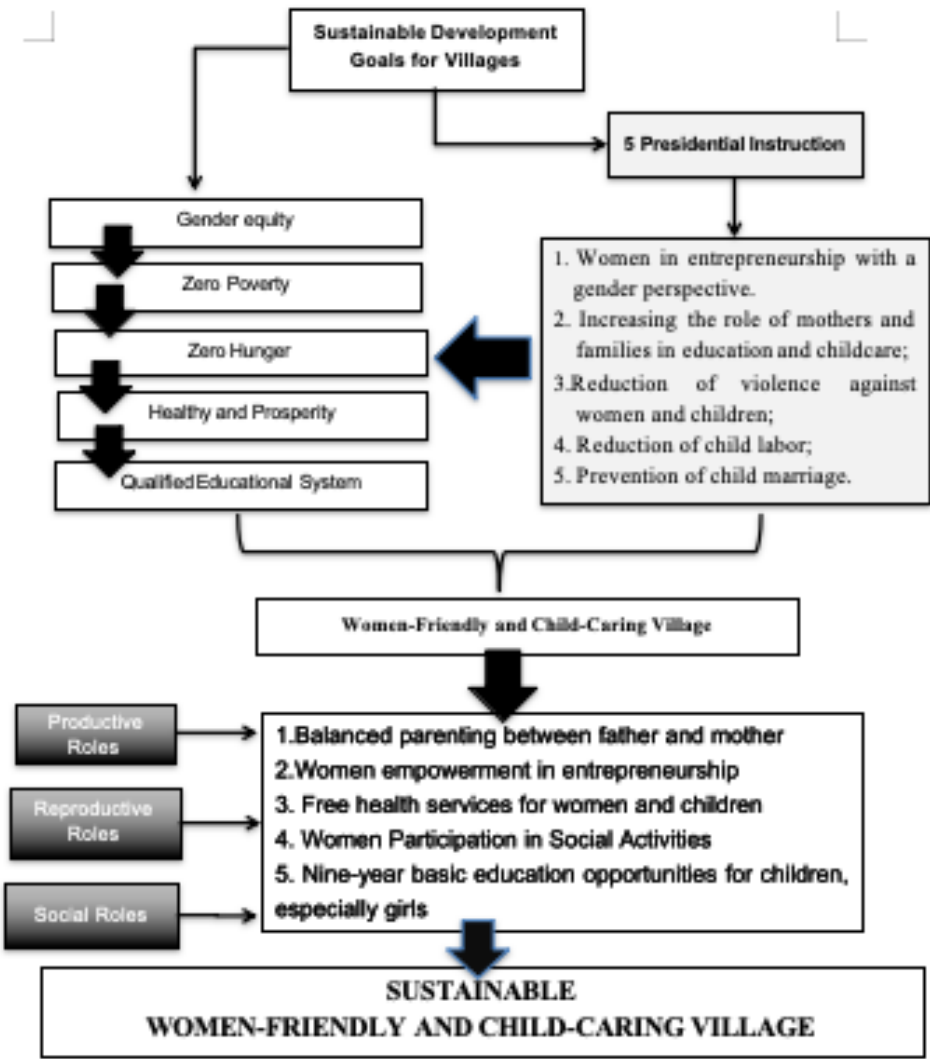 Sustainable Development
Goals for Villages
5 Presidential Instruction
Gender equity
Zero Poverty
Zero Hunger
Healthy and Prosperity
Qualified Educational System
1. Women in entrepreneurship with a
gender perspective.
2. Increasing the role of mothers and
families in education and childcare;
3.Reduction of violence against
women and children;
4. Reduction of child labor;
5. Prevention of child marriage.
Women-Friendly and Child-Caring Village
Productive
Roles
Reproductive
Roles
Social Roles
1.Balanced parenting between father and mother
2.Women empowerment in entrepreneurship
3. Free health services for women and children
4. Women Participation in Social Activities
5. Nine-year basic education opportunities for children,
especially girls
SUSTAINABLE
WOMEN-FRIENDLY AND CHILD-CARING VILLAGE